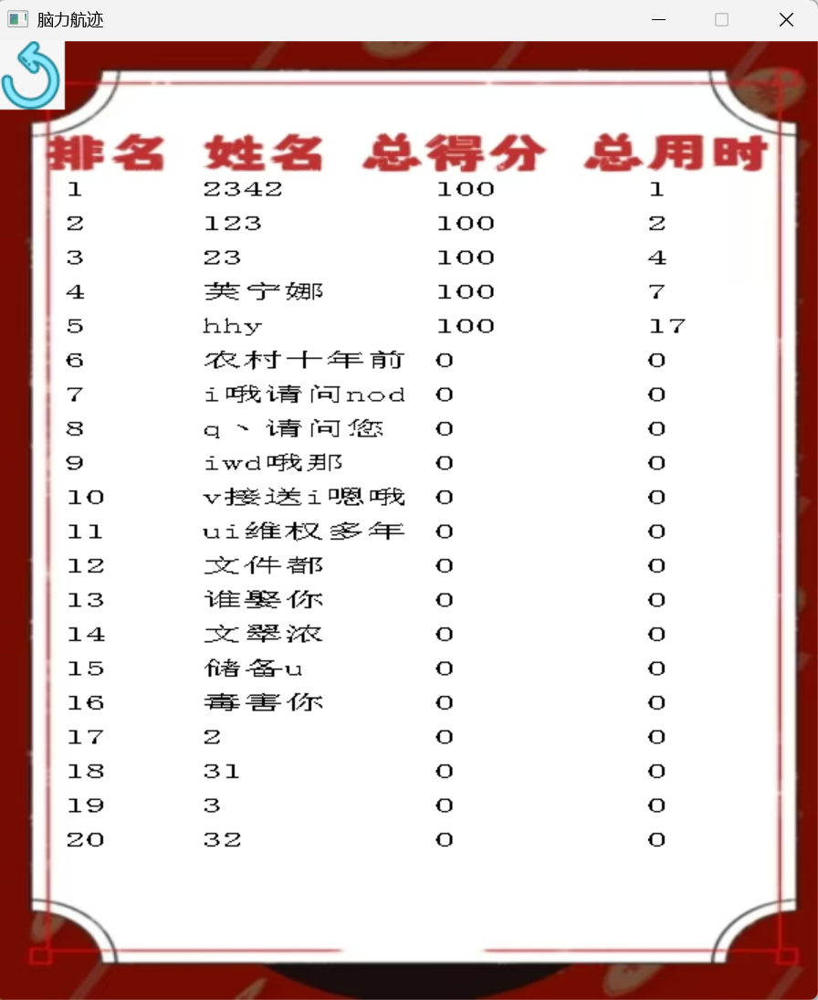 脑力航迹
排名 姓名 总得分 总用时
1 2342 100 1
2 123 100 2
3 23 100 4
4 芙宁娜 100 7
5 hhy 100 17
6 农村十年前 0 0
7 i哦请问nod 0 0
8 q、请问您 0 0
9 iwd哦那 0 0
10 v接送i嗯哦 0 0
11 ui维权多年 0 0
12 文件都 0 0
13 谁娶你 0 0
14 文翠浓 0 0
15 储备u 0 0
16 毒害你 0 0
17 2 0 0
18 31 0 0
19 3 0 0
20 32 0 0